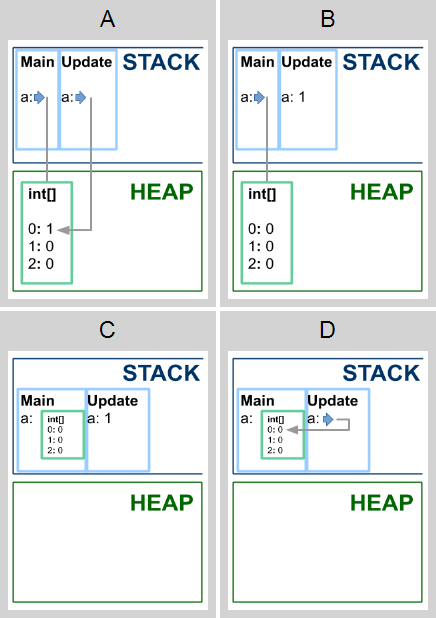 A
Main Update STACK
a: a:
int[] HEAP
0: 1
1: 0
2: 0
B
Main Update STACK
a: a: 1
int[] HEAP
0: 0
1: 0
2: 0
C
STACK
Main Update
a: int[] a: 1
0: 0
1: 0
2: 0
HEAP
D
STACK
Main Update
a: int[] a:
0: 0
1: 0
2: 0
HEAP